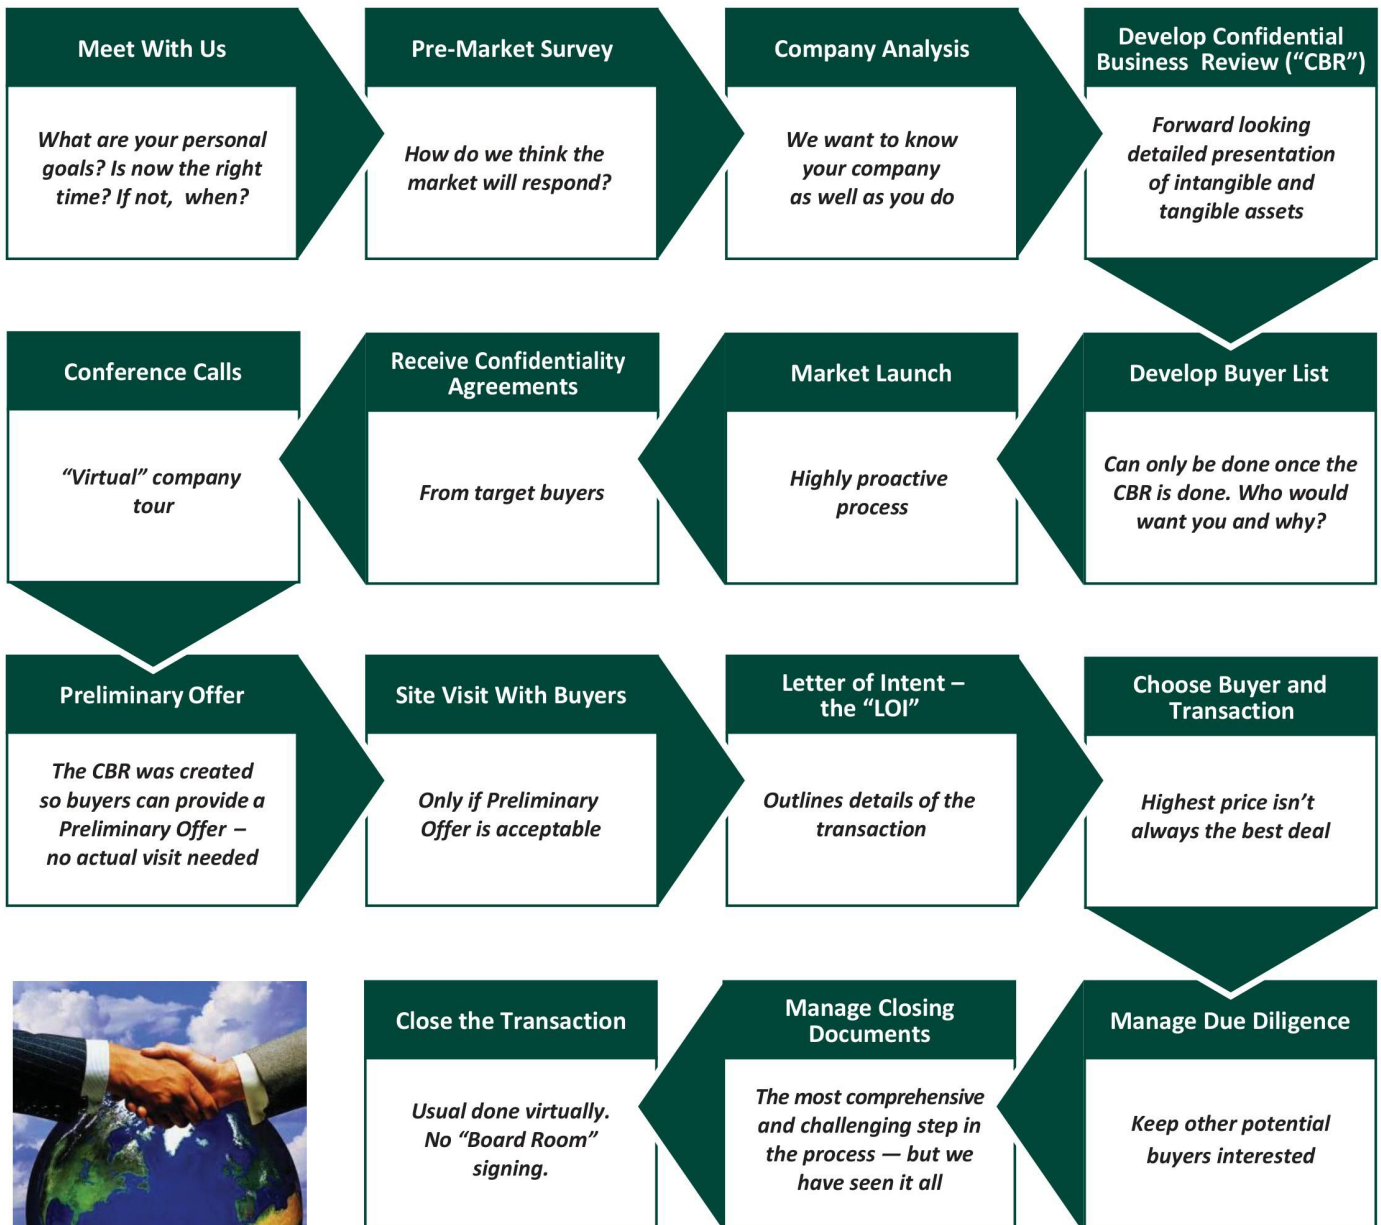 Meet With Us
What are your personal
goals? Is now the right
time? If not, when?
Pre-Market Survey
How do we think the
market will respond?
Company Analysis
We want to know
your company
as well as you do
Develop Confidential
Business Review (“CBR”)
Forward looking
detailed presentation
of intangible and
tangible assets
Develop Buyer List
Can only be done once the
CBR is done. Who would
want you and why?
Market Launch
Highly proactive
process
Receive Confidentiality
Agreements
From target buyers
Conference Calls
“Virtual” company
tour
Preliminary Offer
The CBR was created
so buyers can provide a
Preliminary Offer –
no actual visit needed
Site Visit With Buyers
Only if Preliminary
Offer is acceptable
Letter of Intent –
the “LOI”
Outlines details of the
transaction
Choose Buyer and
Transaction
Highest price isn’t
always the best deal
Manage Due Diligence
Keep other potential
buyers interested
Manage Closing
Documents
The most comprehensive
and challenging step in
the process — but we
have seen it all
Close the Transaction
Usual done virtually.
No “Board Room”
signing.